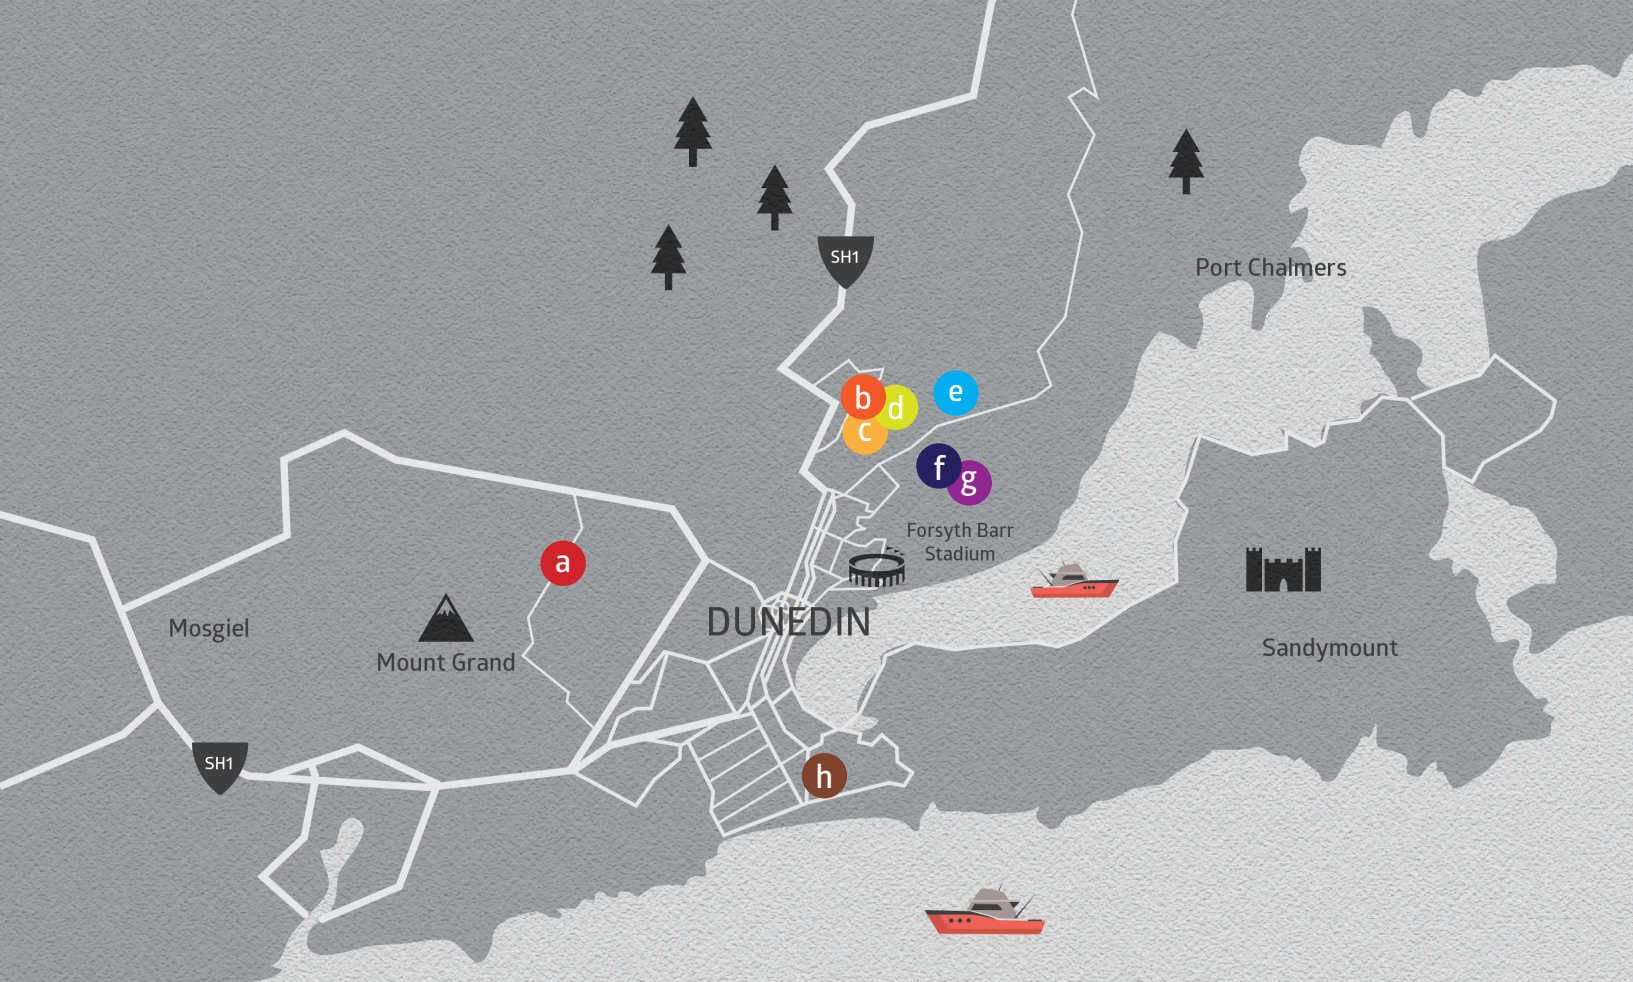 Port Chalmers
SH1
b
d
e
c
f
g
Forsyth Barr
Stadium
a
DUNEDIN
Mosgiel
Mount Grand
Sandymount
SH1
h